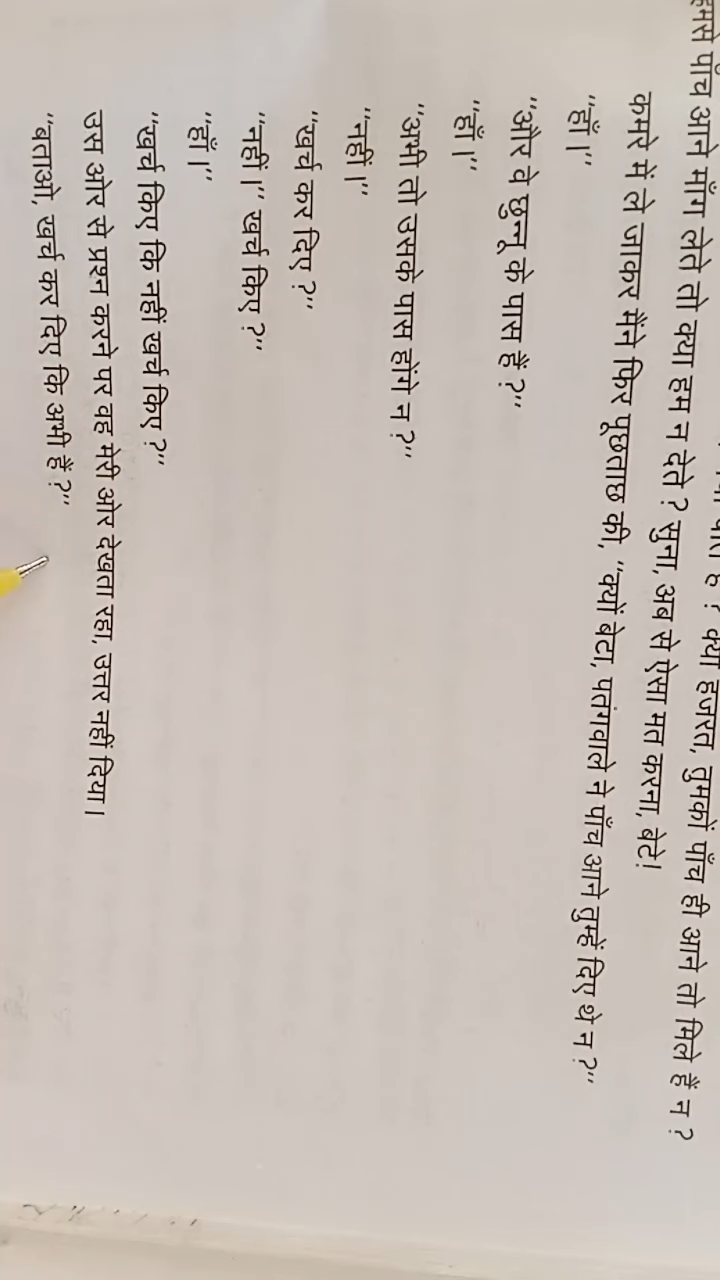 क्या हजरत, तुमको पाँच ही आने तो मिले हैं न ?
हमसे पाँच आने माँग लेते तो क्या हम न देते ? सुना, अब से ऐसा मत करना, बेटे!
कमरे में ले जाकर मैंने फिर पूछताछ की, “क्यों बेटा, पतंगवाले ने पाँच आने तुम्हें दिए थे न ?”
“हाँ।”
“और वे छुन्नू के पास हैं ?”
“हाँ।”
“अभी तो उसके पास होंगे न ?”
“नहीं।”
“खर्च कर दिए ?”
“नहीं।” खर्च किए ?”
“हाँ।”
“खर्च किए कि नहीं खर्च किए ?”
उस ओर से प्रश्न करने पर वह मेरी ओर देखता रहा, उत्तर नहीं दिया।
“बताओ, खर्च कर दिए कि अभी हैं ?”